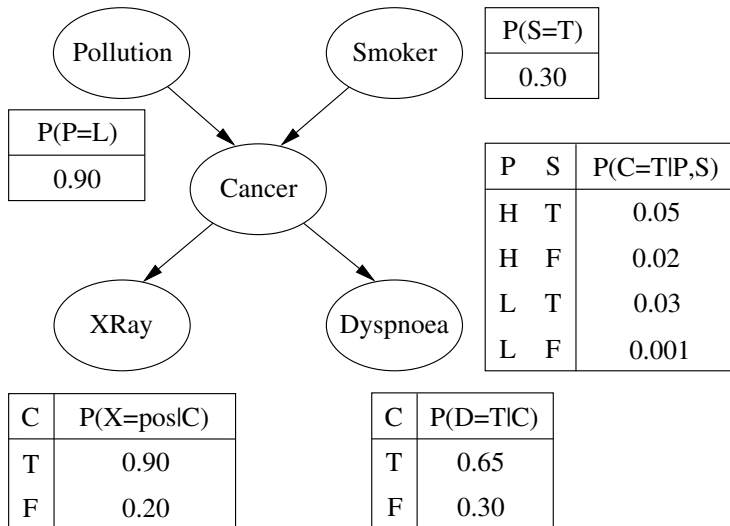 Pollution
Smoker
P(S=T)
0.30
P(P=L)
0.90
Cancer
P S P(C=T|P,S)
H T 0.05
H F 0.02
L T 0.03
L F 0.001
XRay
Dyspnoea
C P(X=pos|C)
T 0.90
F 0.20
C P(D=T|C)
T 0.65
F 0.30